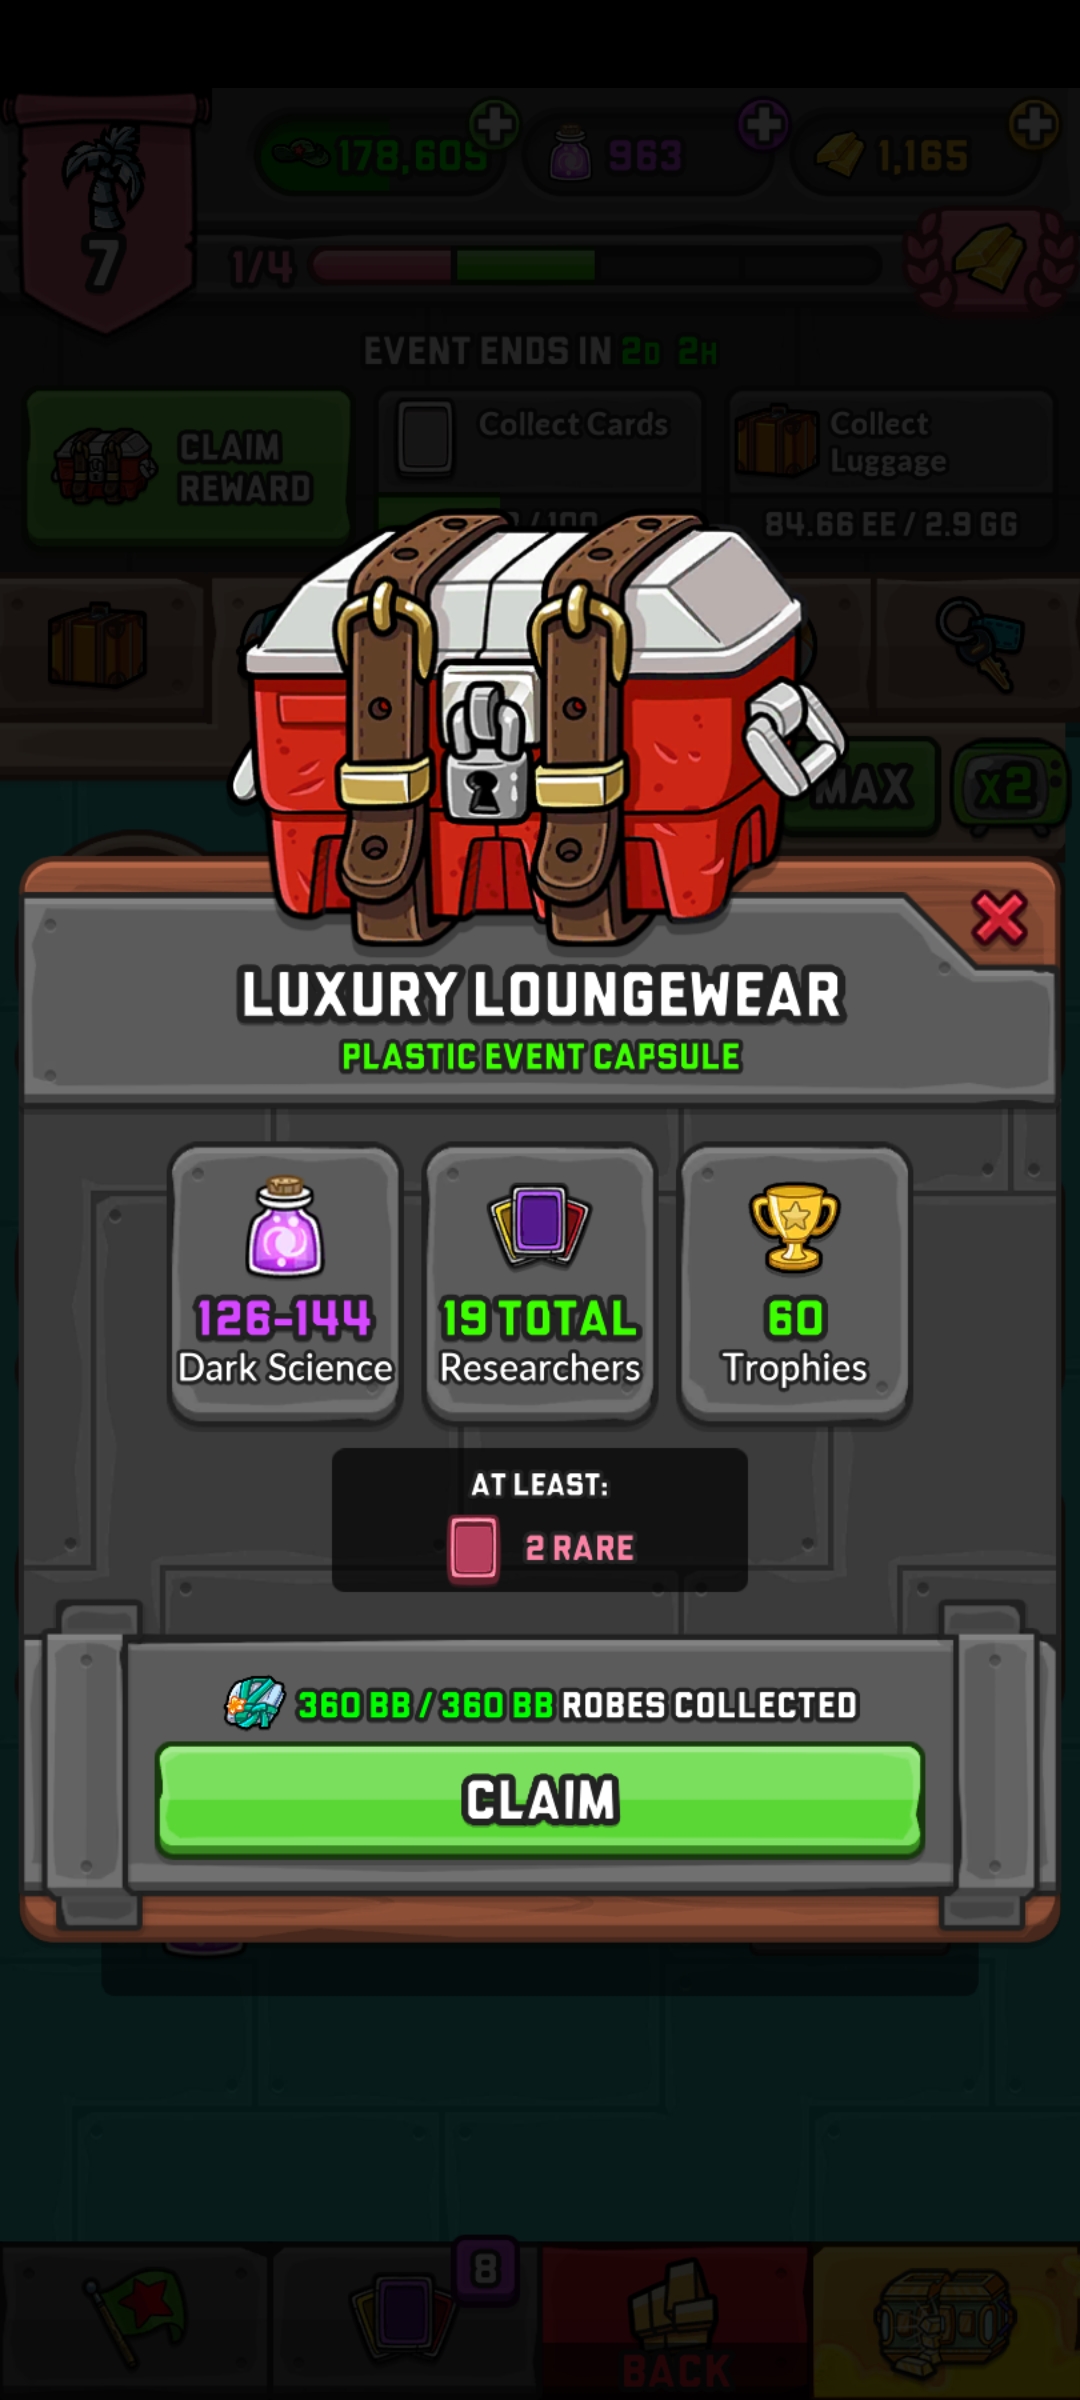 178,605
963
1,165
7
1/4
EVENT ENDS IN 2D 2H
CLAIM
REWARD
Collect Cards
/ 100
Collect
Luggage
84.66 EE / 2.9 GG
MAX
x2
LUXURY LOUNGEWEAR
PLASTIC EVENT CAPSULE
126-144
Dark Science
19 TOTAL
Researchers
60
Trophies
AT LEAST:
2 RARE
360 BB / 360 BB ROBES COLLECTED
CLAIM
8
BACK